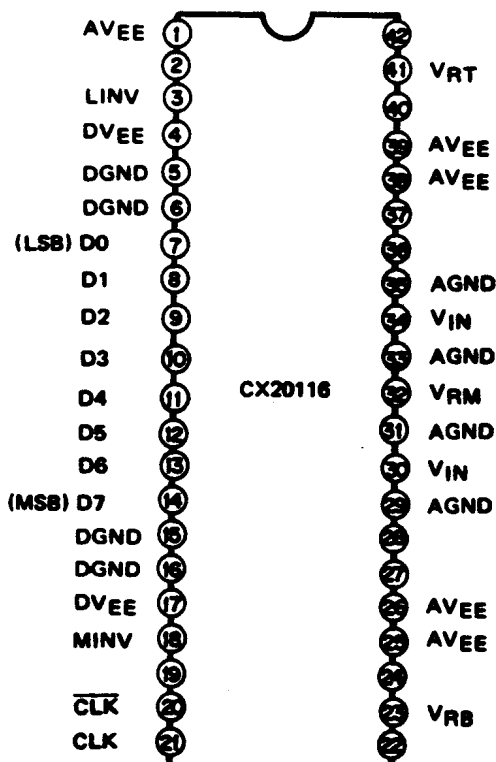 AVEE 1 42
2 41 VRT
LINV 3 40
DVEE 4 39 AVEE
DGND 5 38 AVEE
DGND 6 37
(LSB) D0 7 36
D1 8 35 AGND
D2 9 34 VIN
D3 10 33 AGND
D4 11 CX20116 32 VRM
D5 12 31 AGND
D6 13 30 VIN
(MSB) D7 14 29 AGND
DGND 15 28
DGND 16 27
DVEE 17 26 AVEE
MINV 18 25 AVEE
19 24
C̅L̅K̅ 20 23 VRB
CLK 21 22